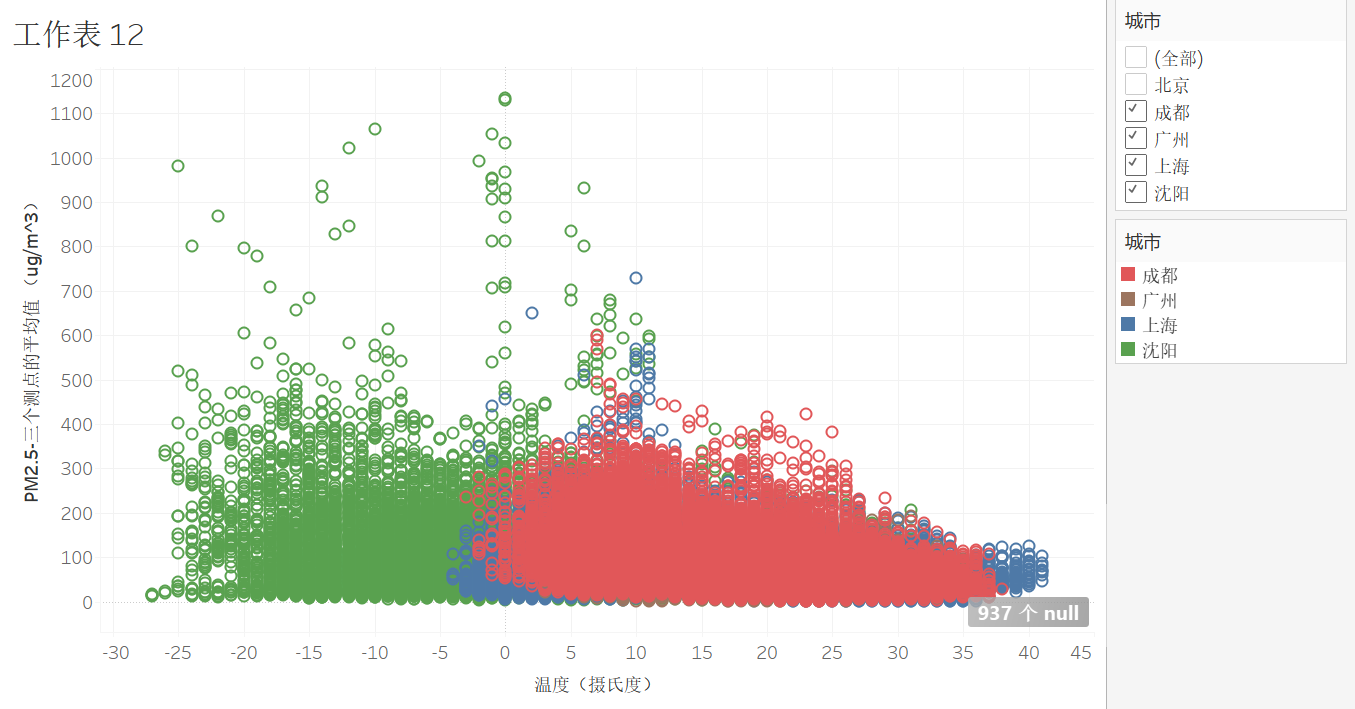 工作表 12
城市
(全部)
北京
成都
广州
上海
沈阳
城市
成都
广州
上海
沈阳
PM2.5-三个测点的平均值（ug/m^3）
1200
1100
1000
900
800
700
600
500
400
300
200
100
0
937 个 null
-30 -25 -20 -15 -10 -5 0 5 10 15 20 25 30 35 40 45
温度（摄氏度）